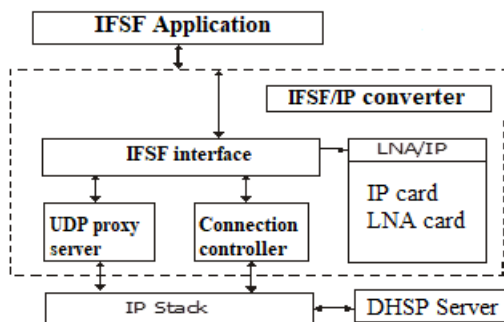 IFSF Application
IFSF/IP converter
IFSF interface
LNA/IP
IP card
LNA card
UDP proxy
server
Connection
controller
IP Stack
DHSP Server